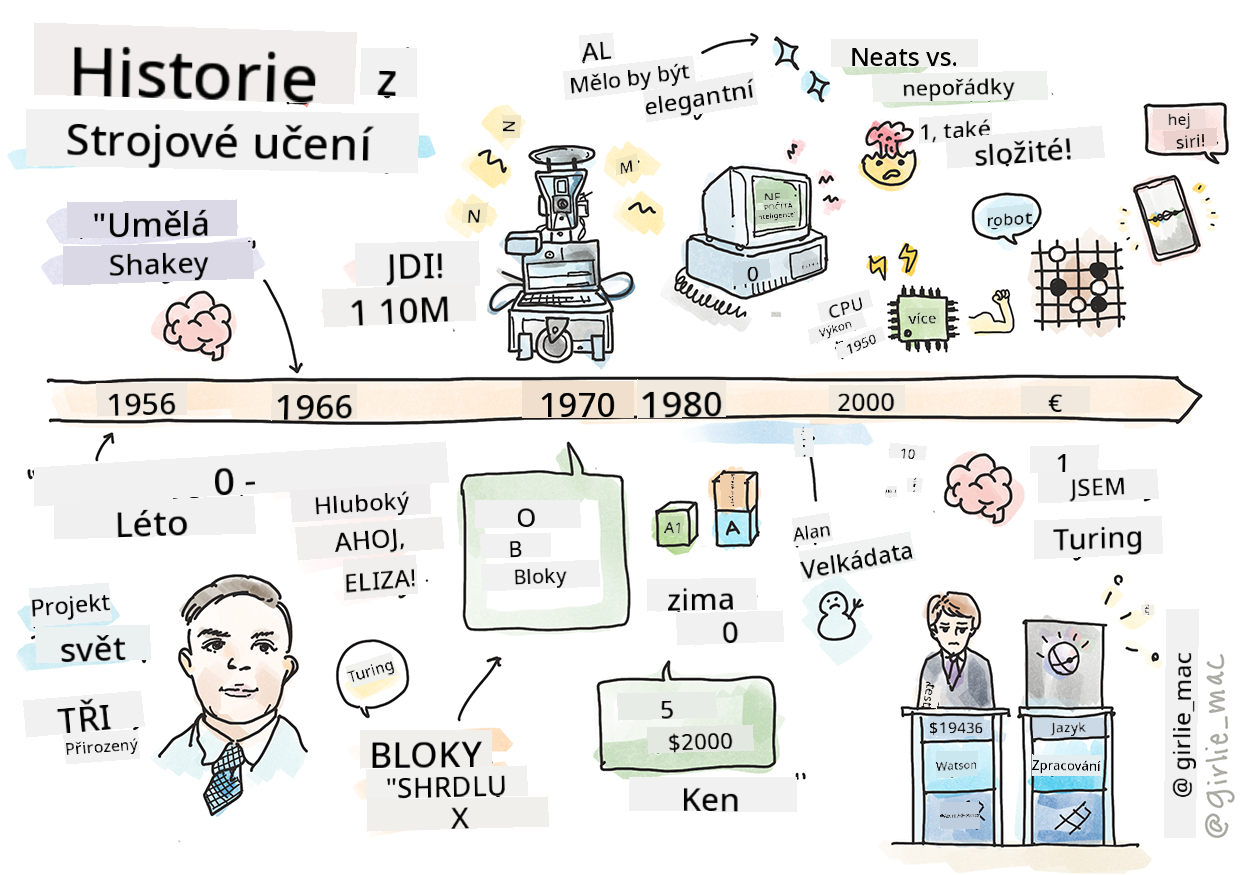 Historie z
Strojové učení
"Umělá
Shakey "
JDI!
1 10M
AL
Mělo by být
elegantní
N
N
M
Neats vs.
nepořádky
1, také
složité!
hej
siri!
robot
NE
POČÍTA
nteligence!
0
CPU
Výkon
1950
více
1956
1966
1970
1980
2000
€
0 -
Léto
Hluboký
AHOJ,
ELIZA!
Projekt
svět
TŘI
Přirozený
Turing
BLOKY
"SHRDLU
X
O
B
Bloky
A1
A
zima
0
5
$2000
Ken "
Alan
Velkádata
10
1
JSEM
Turing
test
$19436
Watson
Jazyk
Zpracování
@ girlie_mac
@girlie_mac